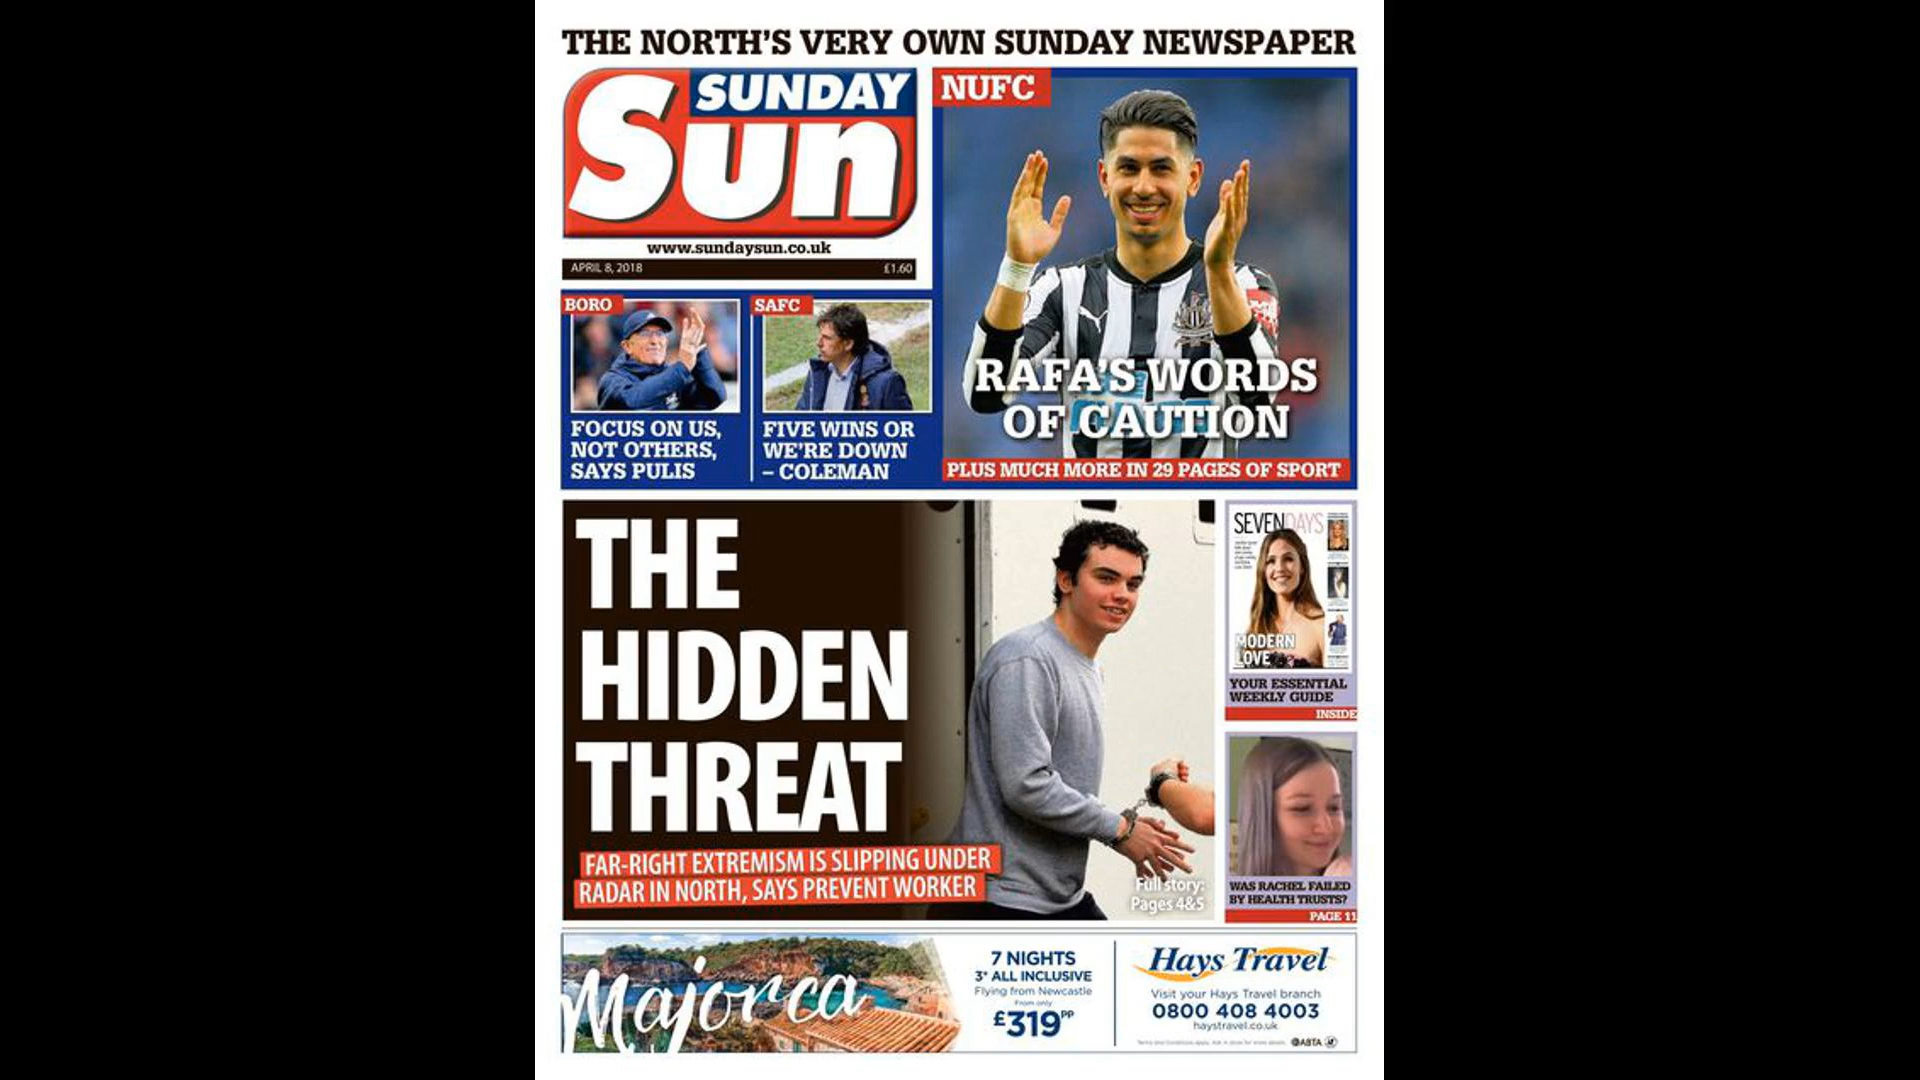 THE NORTH'S VERY OWN SUNDAY NEWSPAPER
SUNDAY
Sun
www.sundaysun.co.uk
APRIL 8, 2018 £1.60
NUFC
RAFA'S WORDS
OF CAUTION
PLUS MUCH MORE IN 29 PAGES OF SPORT
BORO
FOCUS ON US,
NOT OTHERS,
SAYS PULIS
SAFC
FIVE WINS OR
WE'RE DOWN
– COLEMAN
THE
HIDDEN
THREAT
FAR-RIGHT EXTREMISM IS SLIPPING UNDER
RADAR IN NORTH, SAYS PREVENT WORKER
Full story:
Pages 4&5
SEVENDAYS
MODERN
LOVE
YOUR ESSENTIAL
WEEKLY GUIDE
INSIDE
WAS RACHEL FAILED
BY HEALTH TRUSTS?
PAGE 11
Majorca
7 NIGHTS
3* ALL INCLUSIVE
Flying from Newcastle
From only
£319PP
Hays Travel
Visit your Hays Travel branch
0800 408 4003
haystravel.co.uk
ABTA